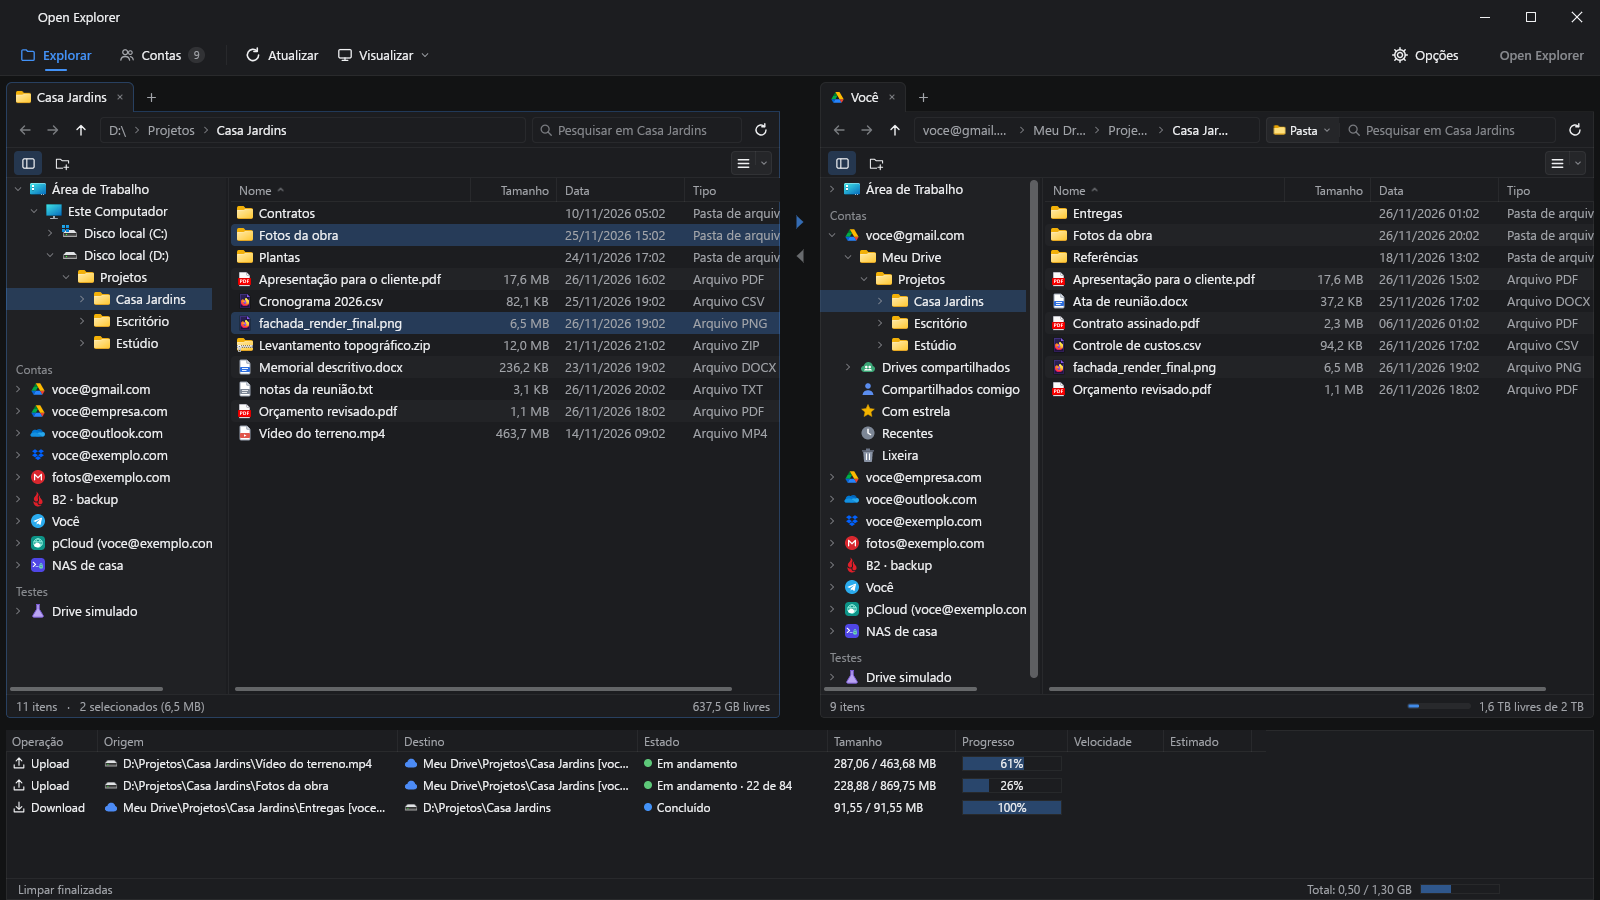 Open Explorer
Explorar Contas 9 Atualizar Visualizar Opções Open Explorer
Casa Jardins
D:\ Projetos Casa Jardins Pesquisar em Casa Jardins
Área de Trabalho
Este Computador
Disco local (C:)
Disco local (D:)
Projetos
Casa Jardins
Escritório
Estúdio
Contas
voce@gmail.com
voce@empresa.com
voce@outlook.com
voce@exemplo.com
fotos@exemplo.com
B2 · backup
Você
pCloud (voce@exemplo.con
NAS de casa
Testes
Drive simulado
Nome Tamanho Data Tipo
Contratos 10/11/2026 05:02 Pasta de arquiv
Fotos da obra 25/11/2026 15:02 Pasta de arquiv
Plantas 24/11/2026 17:02 Pasta de arquiv
Apresentação para o cliente.pdf 17,6 MB 26/11/2026 16:02 Arquivo PDF
Cronograma 2026.csv 82,1 KB 25/11/2026 19:02 Arquivo CSV
fachada_render_final.png 6,5 MB 26/11/2026 19:02 Arquivo PNG
Levantamento topográfico.zip 12,0 MB 21/11/2026 21:02 Arquivo ZIP
Memorial descritivo.docx 236,2 KB 23/11/2026 19:02 Arquivo DOCX
notas da reunião.txt 3,1 KB 26/11/2026 20:02 Arquivo TXT
Orçamento revisado.pdf 1,1 MB 26/11/2026 18:02 Arquivo PDF
Vídeo do terreno.mp4 463,7 MB 14/11/2026 09:02 Arquivo MP4
11 itens · 2 selecionados (6,5 MB) 637,5 GB livres
Você
voce@gmail.... Meu Dr... Proje... Casa Jar... Pasta Pesquisar em Casa Jardins
Área de Trabalho
Contas
voce@gmail.com
Meu Drive
Projetos
Casa Jardins
Escritório
Estúdio
Drives compartilhados
Compartilhados comigo
Com estrela
Recentes
Lixeira
voce@empresa.com
voce@outlook.com
voce@exemplo.com
fotos@exemplo.com
B2 · backup
Você
pCloud (voce@exemplo.con
NAS de casa
Testes
Drive simulado
Nome Tamanho Data Tipo
Entregas 26/11/2026 01:02 Pasta de arquiv
Fotos da obra 26/11/2026 20:02 Pasta de arquiv
Referências 18/11/2026 13:02 Pasta de arquiv
Apresentação para o cliente.pdf 17,6 MB 26/11/2026 15:02 Arquivo PDF
Ata de reunião.docx 37,2 KB 25/11/2026 17:02 Arquivo DOCX
Contrato assinado.pdf 2,3 MB 06/11/2026 01:02 Arquivo PDF
Controle de custos.csv 94,2 KB 26/11/2026 17:02 Arquivo CSV
fachada_render_final.png 6,5 MB 26/11/2026 19:02 Arquivo PNG
Orçamento revisado.pdf 1,1 MB 26/11/2026 18:02 Arquivo PDF
9 itens 1,6 TB livres de 2 TB
Operação Origem Destino Estado Tamanho Progresso Velocidade Estimado
Upload D:\Projetos\Casa Jardins\Vídeo do terreno.mp4 Meu Drive\Projetos\Casa Jardins [voc... Em andamento 287,06 / 463,68 MB 61%
Upload D:\Projetos\Casa Jardins\Fotos da obra Meu Drive\Projetos\Casa Jardins [voc... Em andamento · 22 de 84 228,88 / 869,75 MB 26%
Download Meu Drive\Projetos\Casa Jardins\Entregas [voce... D:\Projetos\Casa Jardins Concluído 91,55 / 91,55 MB 100%
Limpar finalizadas Total: 0,50 / 1,30 GB